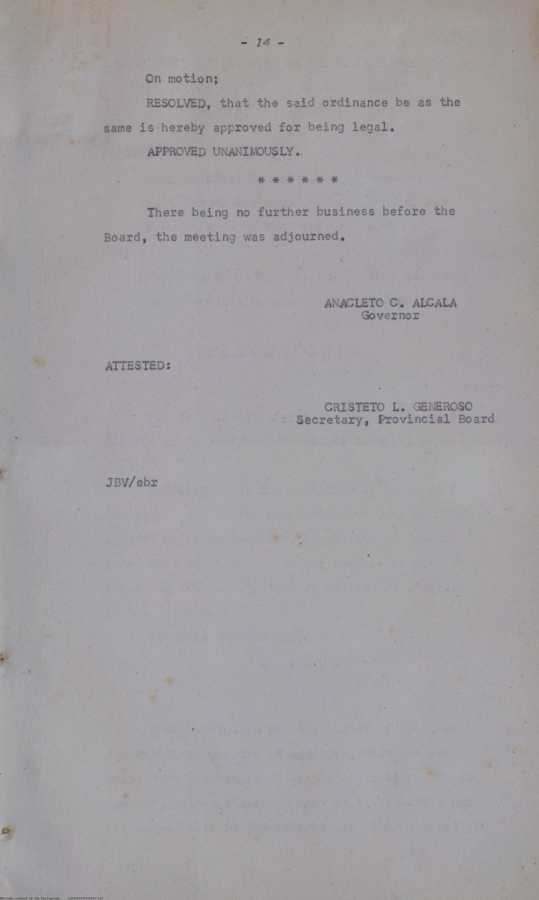 - 14 -
On motion;
RESOLVED, that the said ordinance be as the
same is hereby approved for being legal.
APPROVED UNANIMOUSLY.
* * * * * *
There being no further business before the
Board, the meeting was adjourned.
ANACLETO C. ALCALA
Governor
ATTESTED:
CRISTETO L. GENEROSO
Secretary, Provincial Board
JBV/ebr